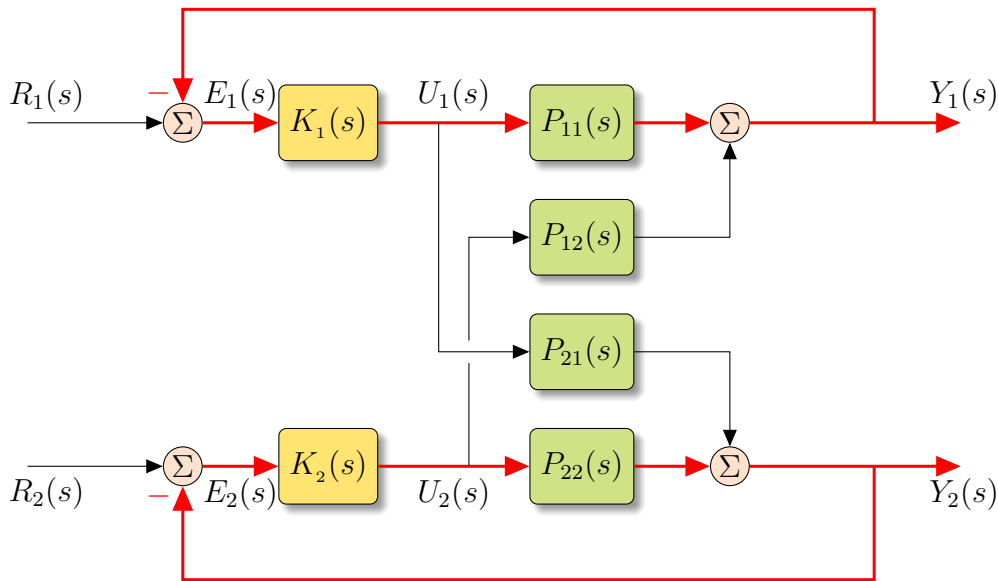 R₁(s)
−
Σ
E₁(s)
K₁(s)
U₁(s)
P₁₁(s)
Σ
Y₁(s)
P₁₂(s)
P₂₁(s)
R₂(s)
−
Σ
E₂(s)
K₂(s)
U₂(s)
P₂₂(s)
Σ
Y₂(s)